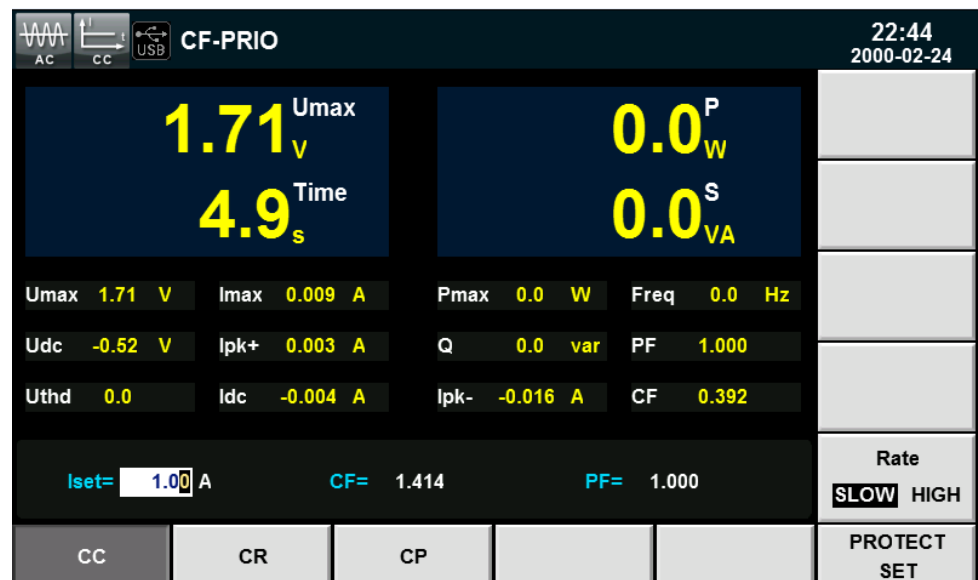 AC
CC
USB
CF-PRIO
22:44
2000-02-24
1.71 V Umax
0.0 W P
4.9 s Time
0.0 VA S
Umax 1.71 V Imax 0.009 A Pmax 0.0 W Freq 0.0 Hz
Udc -0.52 V Ipk+ 0.003 A Q 0.0 var PF 1.000
Uthd 0.0 Idc -0.004 A Ipk- -0.016 A CF 0.392
Iset= 1.00 A CF= 1.414 PF= 1.000
Rate
SLOW HIGH
CC CR CP
PROTECT
SET